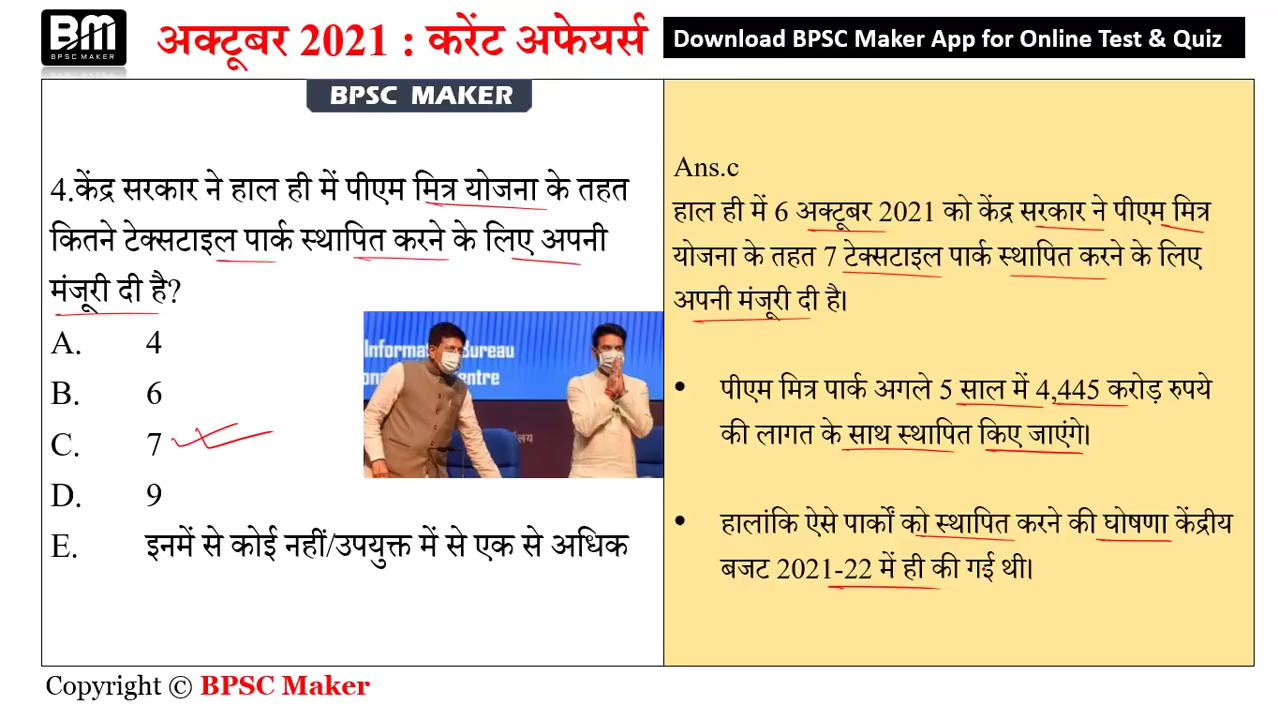 BM
BPSC MAKER
अक्टूबर 2021 : करेंट अफेयर्स
Download BPSC Maker App for Online Test & Quiz
BPSC MAKER
4.केंद्र सरकार ने हाल ही में पीएम मित्र योजना के तहत
कितने टेक्सटाइल पार्क स्थापित करने के लिए अपनी
मंजूरी दी है?
A. 4
B. 6
C. 7
D. 9
E. इनमें से कोई नहीं/उपयुक्त में से एक से अधिक
Information Bureau
Centre
Ans.c
हाल ही में 6 अक्टूबर 2021 को केंद्र सरकार ने पीएम मित्र
योजना के तहत 7 टेक्सटाइल पार्क स्थापित करने के लिए
अपनी मंजूरी दी है।
• पीएम मित्र पार्क अगले 5 साल में 4,445 करोड़ रुपये
की लागत के साथ स्थापित किए जाएंगे।
• हालांकि ऐसे पार्कों को स्थापित करने की घोषणा केंद्रीय
बजट 2021-22 में ही की गई थी।
Copyright © BPSC Maker